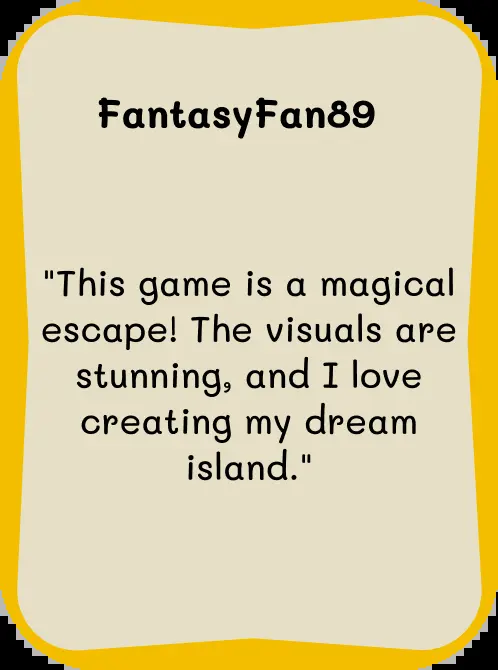 FantasyFan89
"This game is a magical
escape! The visuals are
stunning, and I love
creating my dream
island."